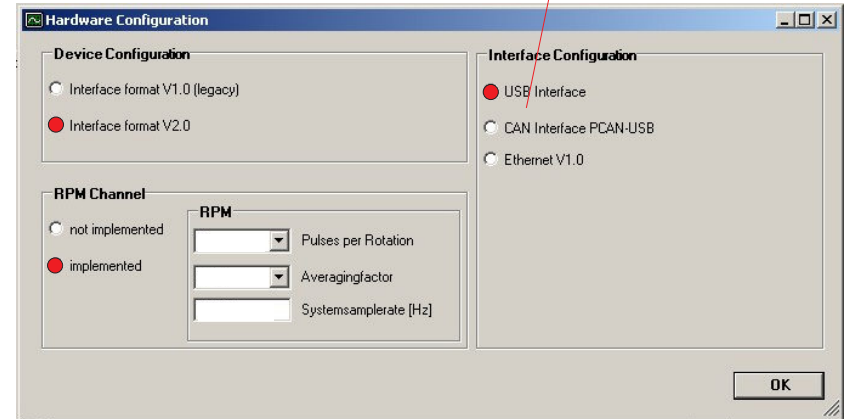 Hardware Configuration
Device Configuration
Interface format V1.0 (legacy)
Interface format V2.0
RPM Channel
not implemented
implemented
RPM
Pulses per Rotation
Averagingfactor
Systemsamplerate [Hz]
Interface Configuration
USB Interface
CAN Interface PCAN-USB
Ethernet V1.0
OK